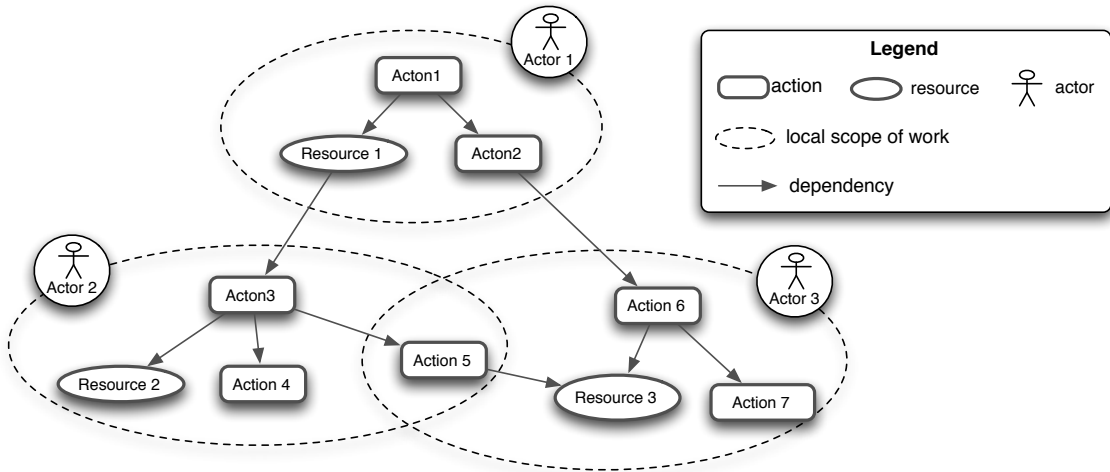 Actor 1
Acton1
Resource 1
Acton2
Legend
action
resource
actor
local scope of work
dependency
Actor 2
Acton3
Resource 2
Action 4
Action 5
Actor 3
Action 6
Resource 3
Action 7